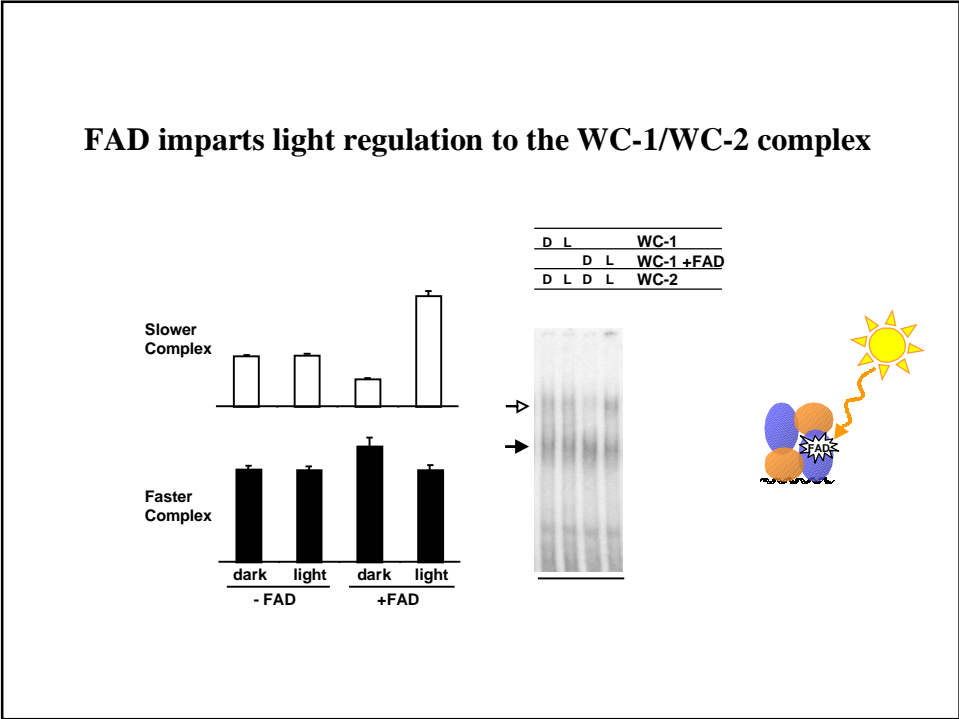 FAD imparts light regulation to the WC-1/WC-2 complex
D L WC-1
D L WC-1 +FAD
D L D L WC-2
Slower
Complex
Faster
Complex
dark light dark light
- FAD +FAD
FAD